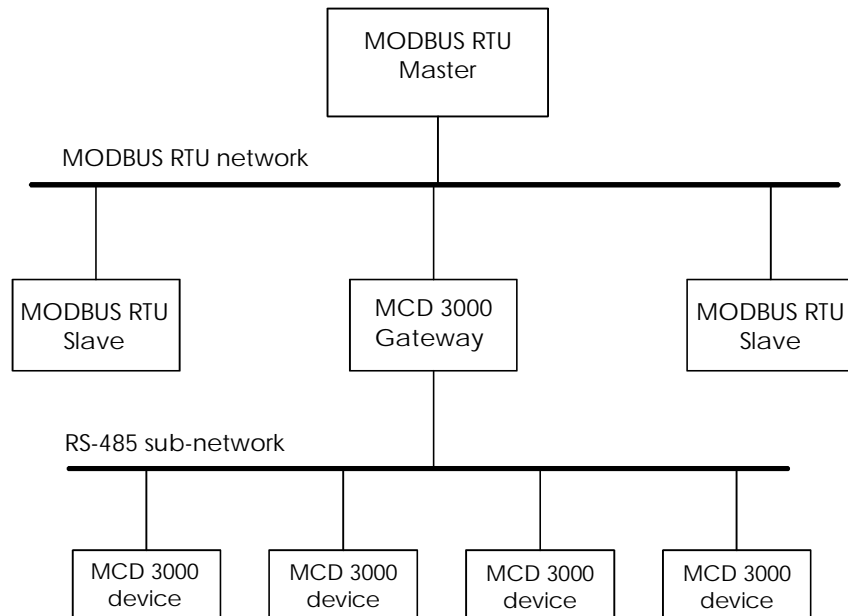 MODBUS RTU
Master
MODBUS RTU network
MODBUS RTU
Slave
MCD 3000
Gateway
MODBUS RTU
Slave
RS-485 sub-network
MCD 3000
device
MCD 3000
device
MCD 3000
device
MCD 3000
device